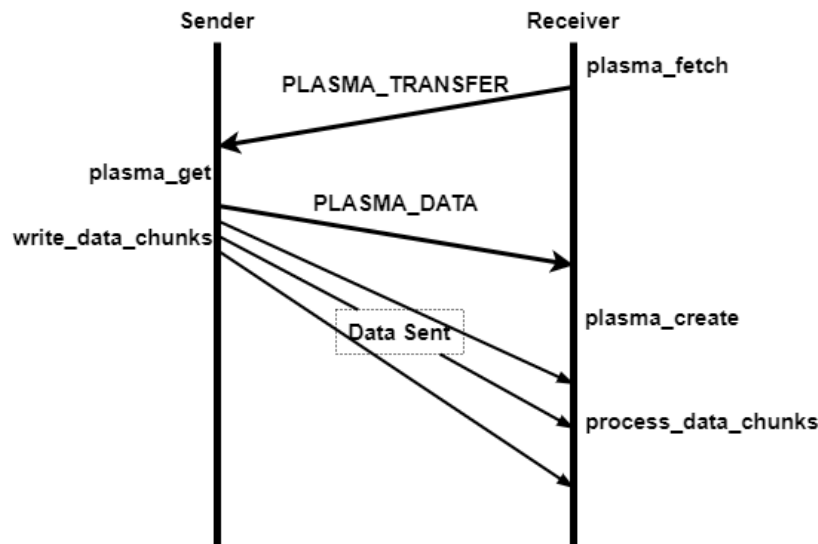 Sender
Receiver
plasma_fetch
PLASMA_TRANSFER
plasma_get
PLASMA_DATA
write_data_chunks
plasma_create
Data Sent
process_data_chunks